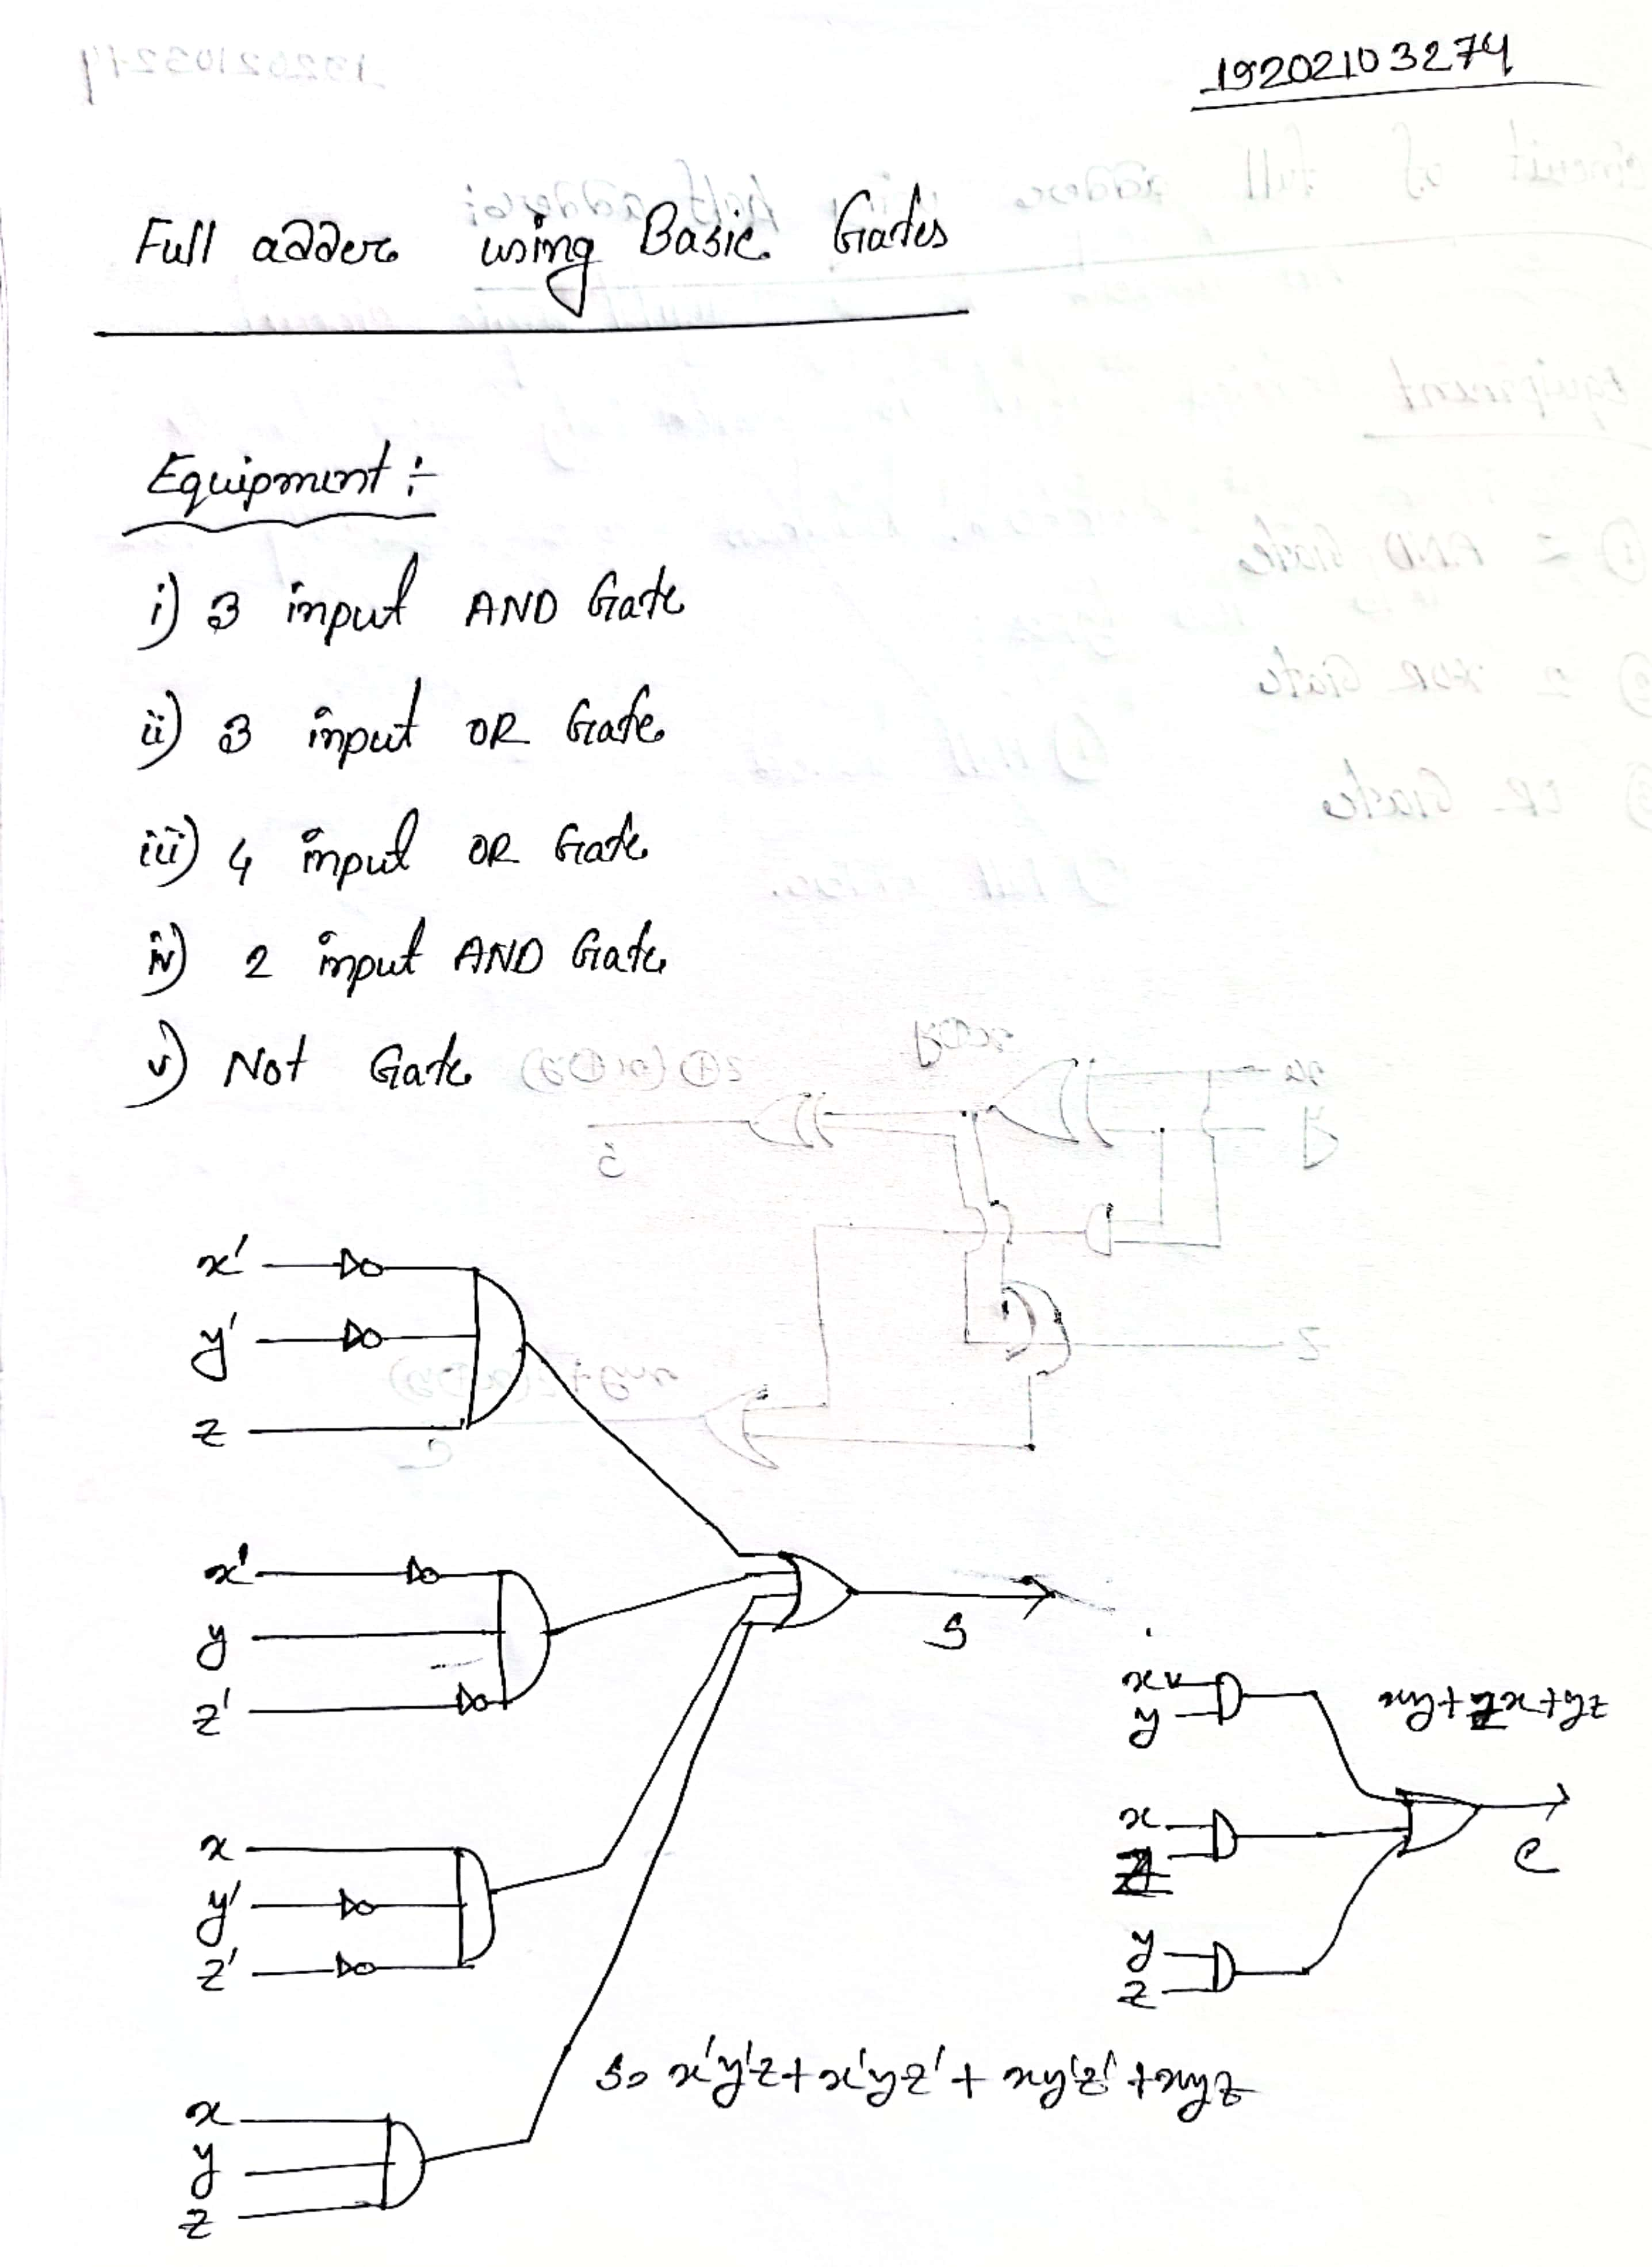 19202103274
Full adder using Basic Gates
Equipment :-
i) 3 input AND Gate
ii) 3 input OR Gate
iii) 4 input OR Gate
iv) 2 input AND Gate
v) Not Gate
x'
y'
z
x'
y
z'
S
x
y
xy+zx+yz
x
y'
z'
x
z
C
y
z
S= x'y'z+x'yz'+xy'z'+xyz
x
y
z